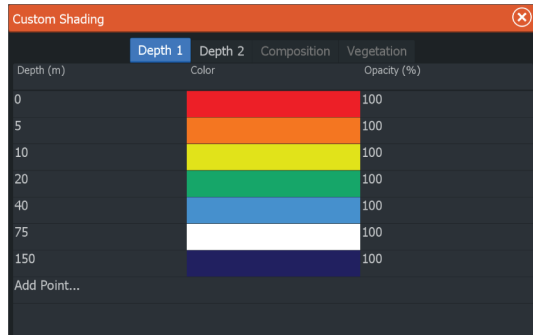 Custom Shading
Depth 1 Depth 2 Composition Vegetation
Depth (m) Color Opacity (%)
0 100
5 100
10 100
20 100
40 100
75 100
150 100
Add Point...